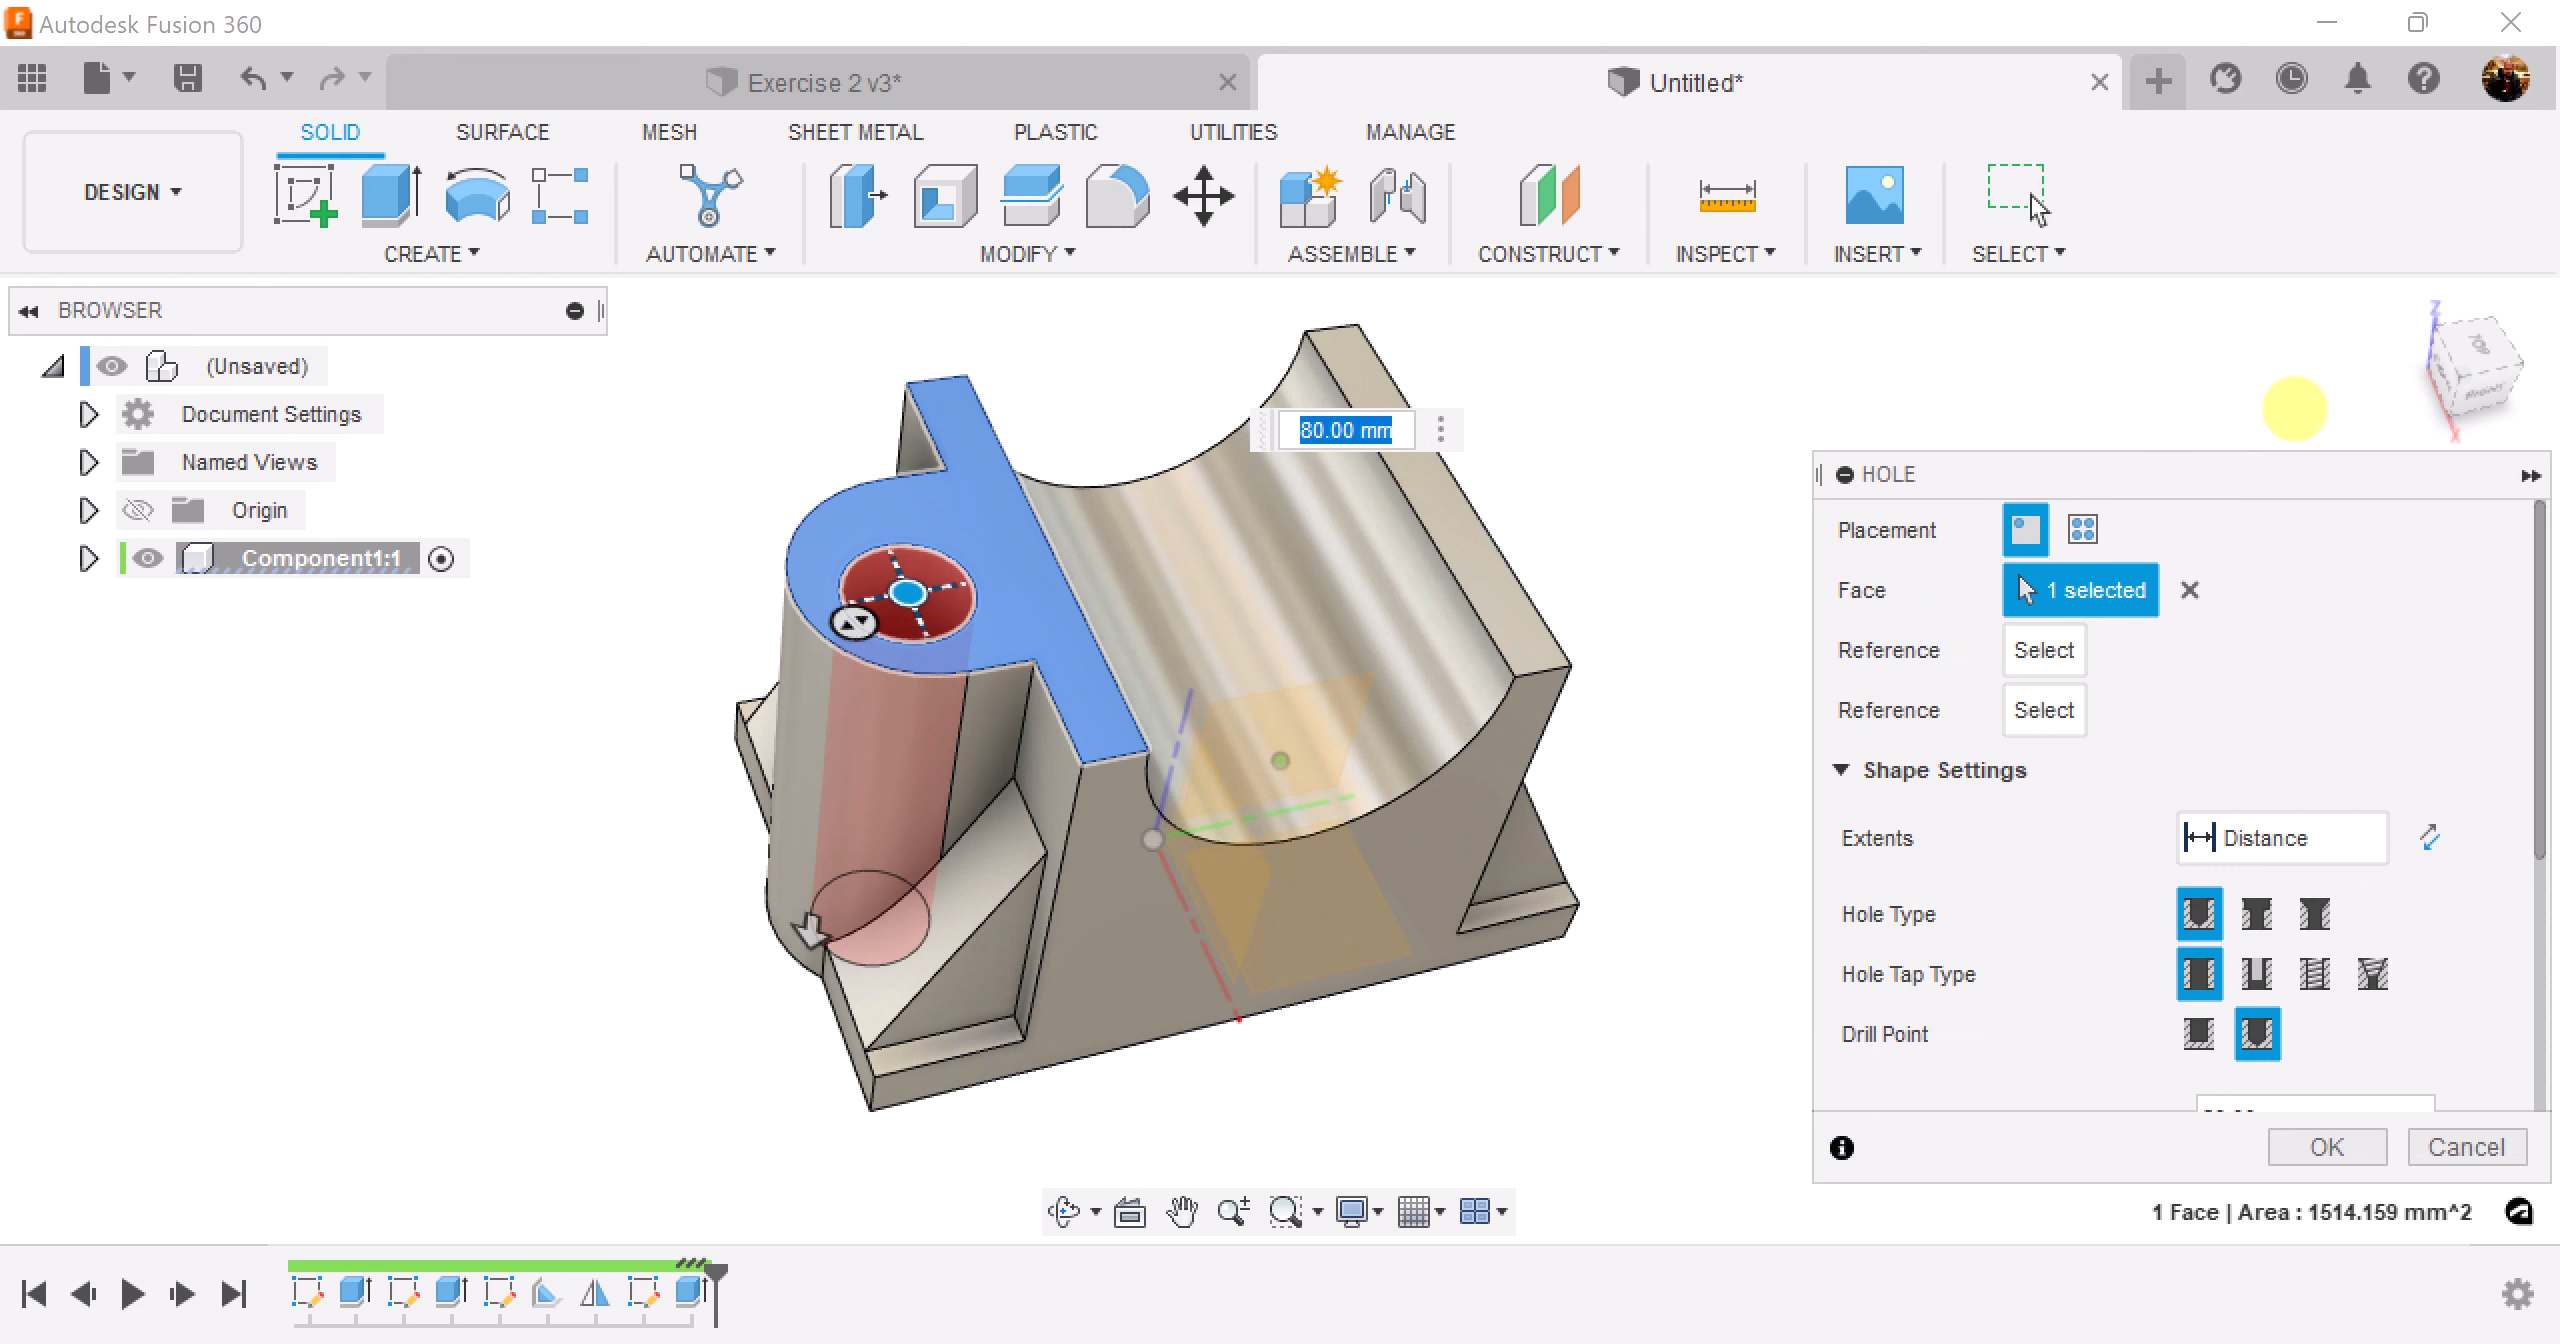 Autodesk Fusion 360
Exercise 2 v3*
Untitled*
SOLID SURFACE MESH SHEET METAL PLASTIC UTILITIES MANAGE
DESIGN
CREATE AUTOMATE MODIFY ASSEMBLE CONSTRUCT INSPECT INSERT SELECT
BROWSER
(Unsaved)
Document Settings
Named Views
Origin
Component1:1
80.00 mm
Z
TOP
FRONT
X
HOLE
Placement
Face 1 selected
Reference Select
Reference Select
Shape Settings
Extents Distance
Hole Type
Hole Tap Type
Drill Point
OK Cancel
1 Face | Area : 1514.159 mm^2